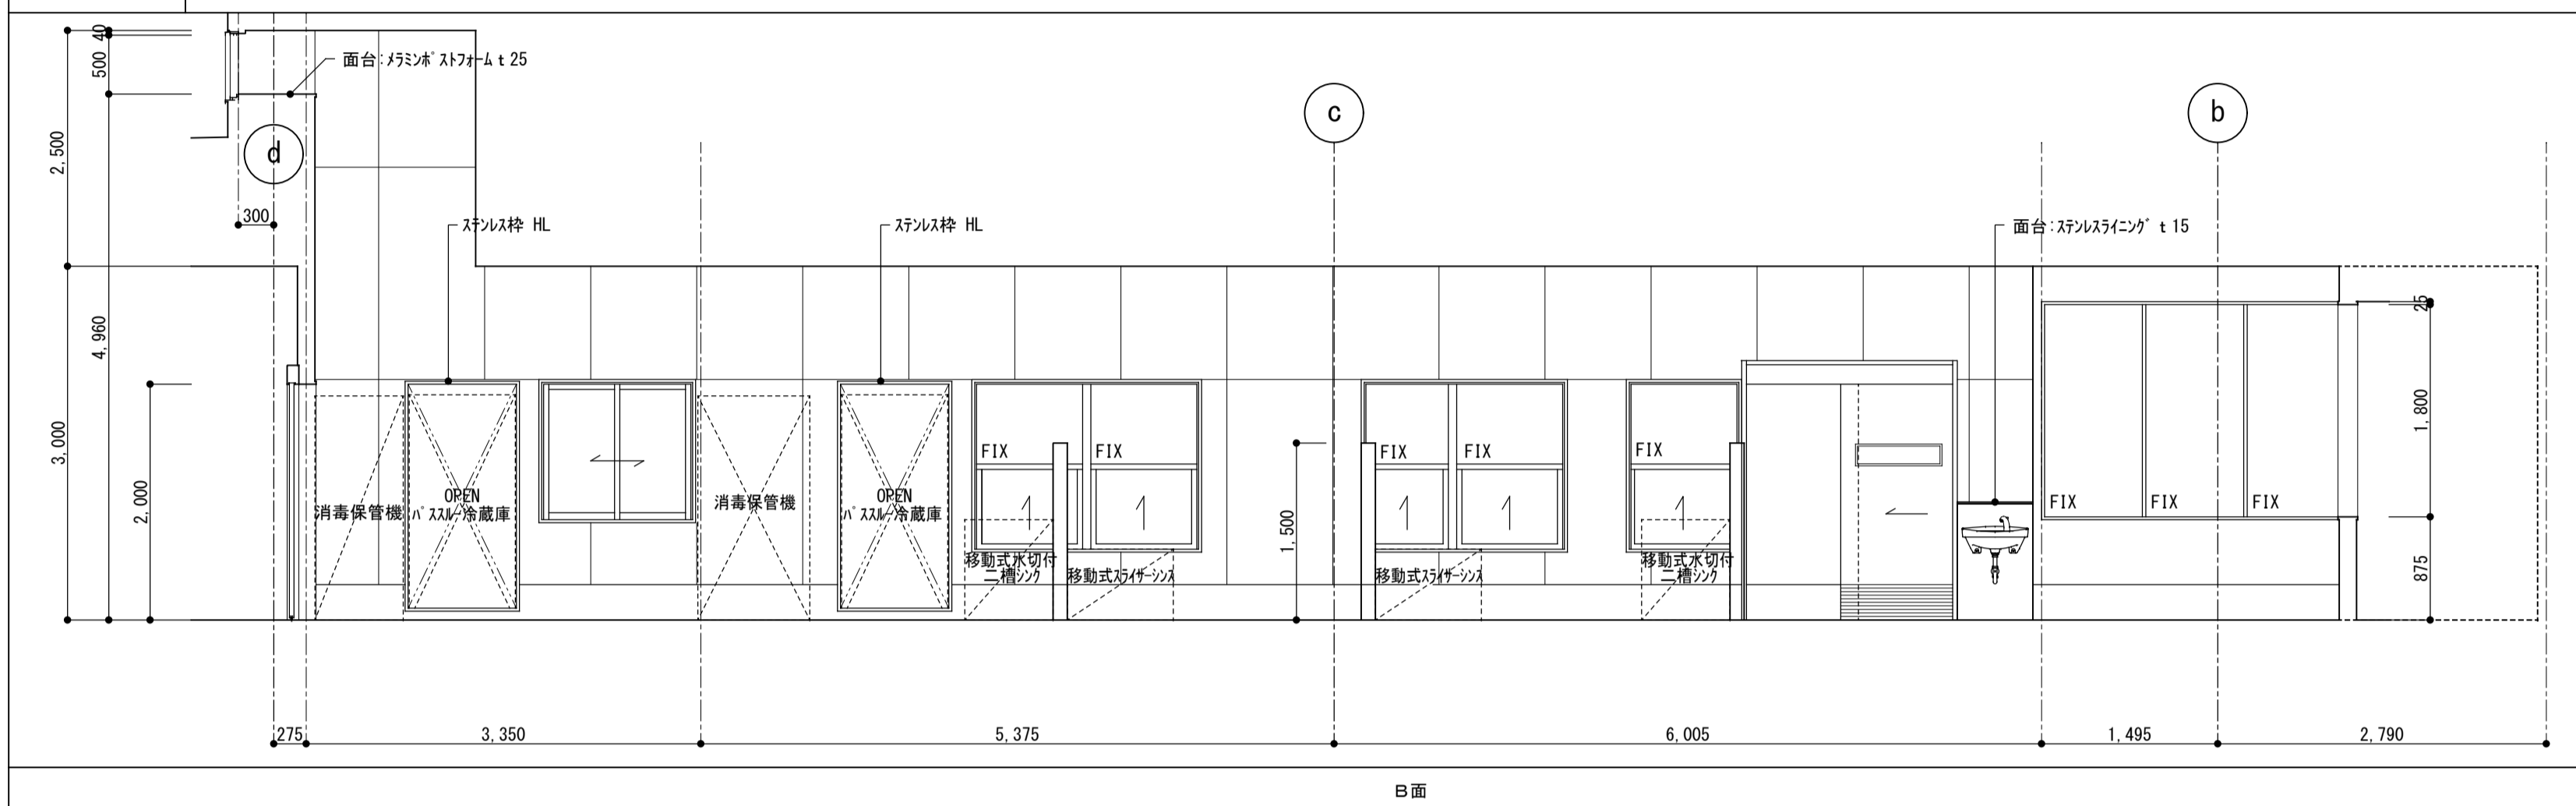 40
500
面台:メラミンポストフォーム t 25
c
b
2,500
d
300
ステンレス枠 HL
ステンレス枠 HL
面台:ステンレスライニング t 15
25
4,960
3,000
2,000
1,800
FIX
FIX
FIX
FIX
FIX
消毒保管機
OPEN
パススルー冷蔵庫
消毒保管機
OPEN
パススルー冷蔵庫
FIX
FIX
FIX
1,500
移動式水切付
二槽シンク
移動式スライサーシンス
移動式スライサーシンス
移動式水切付
二槽シンク
875
275
3,350
5,375
6,005
1,495
2,790
B面